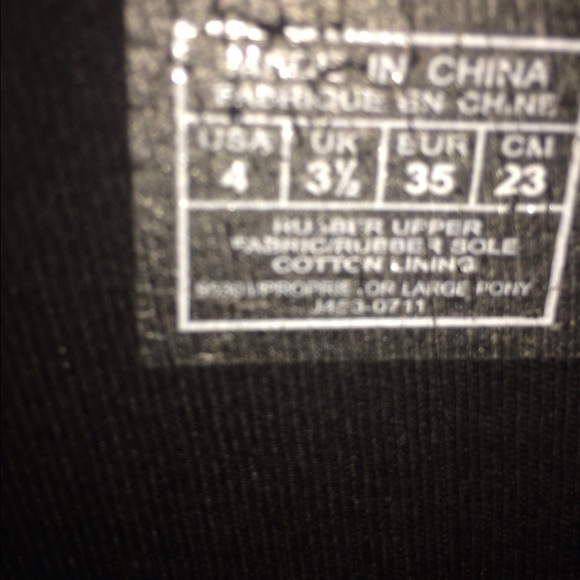 MADE IN CHINA
FABRIQUE EN CHINE
USA UK EUR CM
4 3½ 35 23
RUBBER UPPER
FABRIC/RUBBER SOLE
COTTON LINING
OR LARGE PONY
-0711